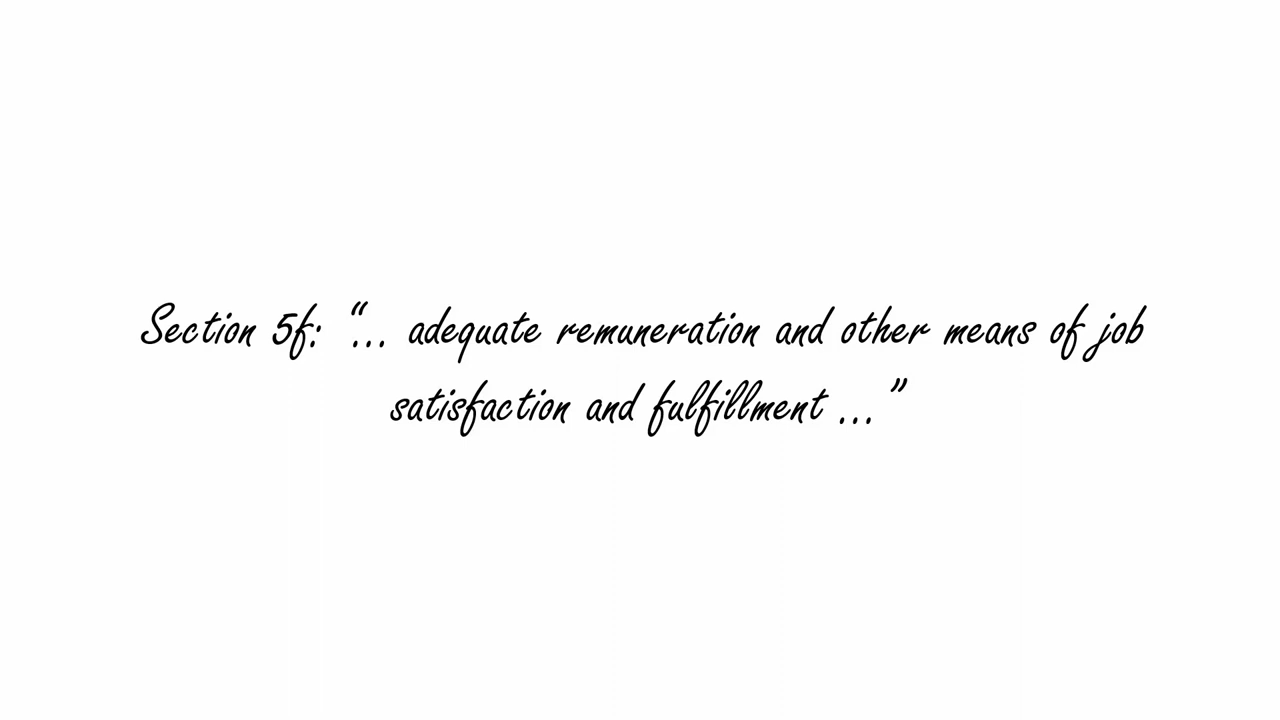 Section 5f: “... adequate remuneration and other means of job
satisfaction and fulfillment ...”